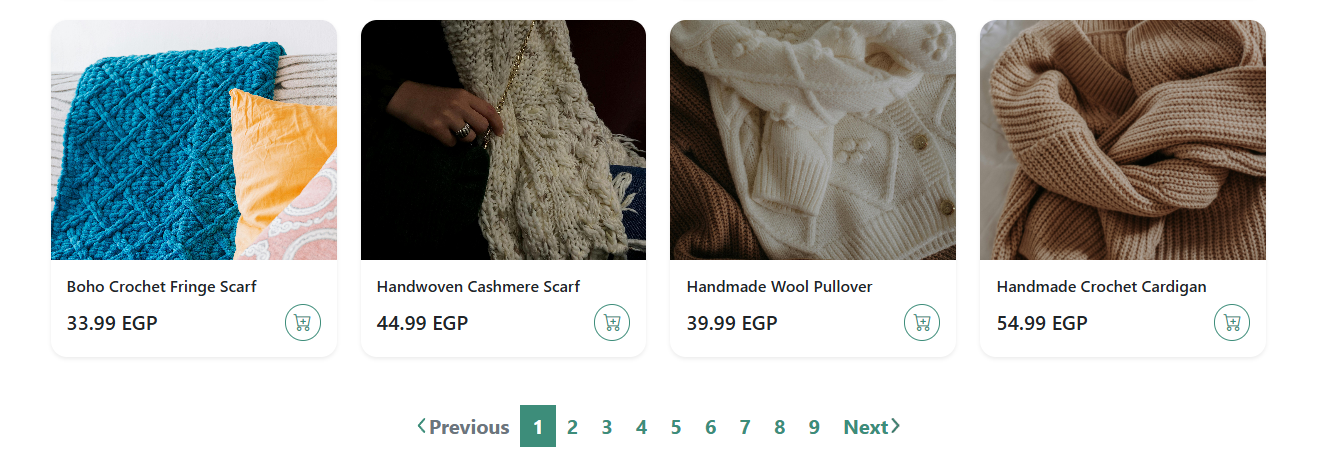 Boho Crochet Fringe Scarf
33.99 EGP
Handwoven Cashmere Scarf
44.99 EGP
Handmade Wool Pullover
39.99 EGP
Handmade Crochet Cardigan
54.99 EGP
Previous 1 2 3 4 5 6 7 8 9 Next